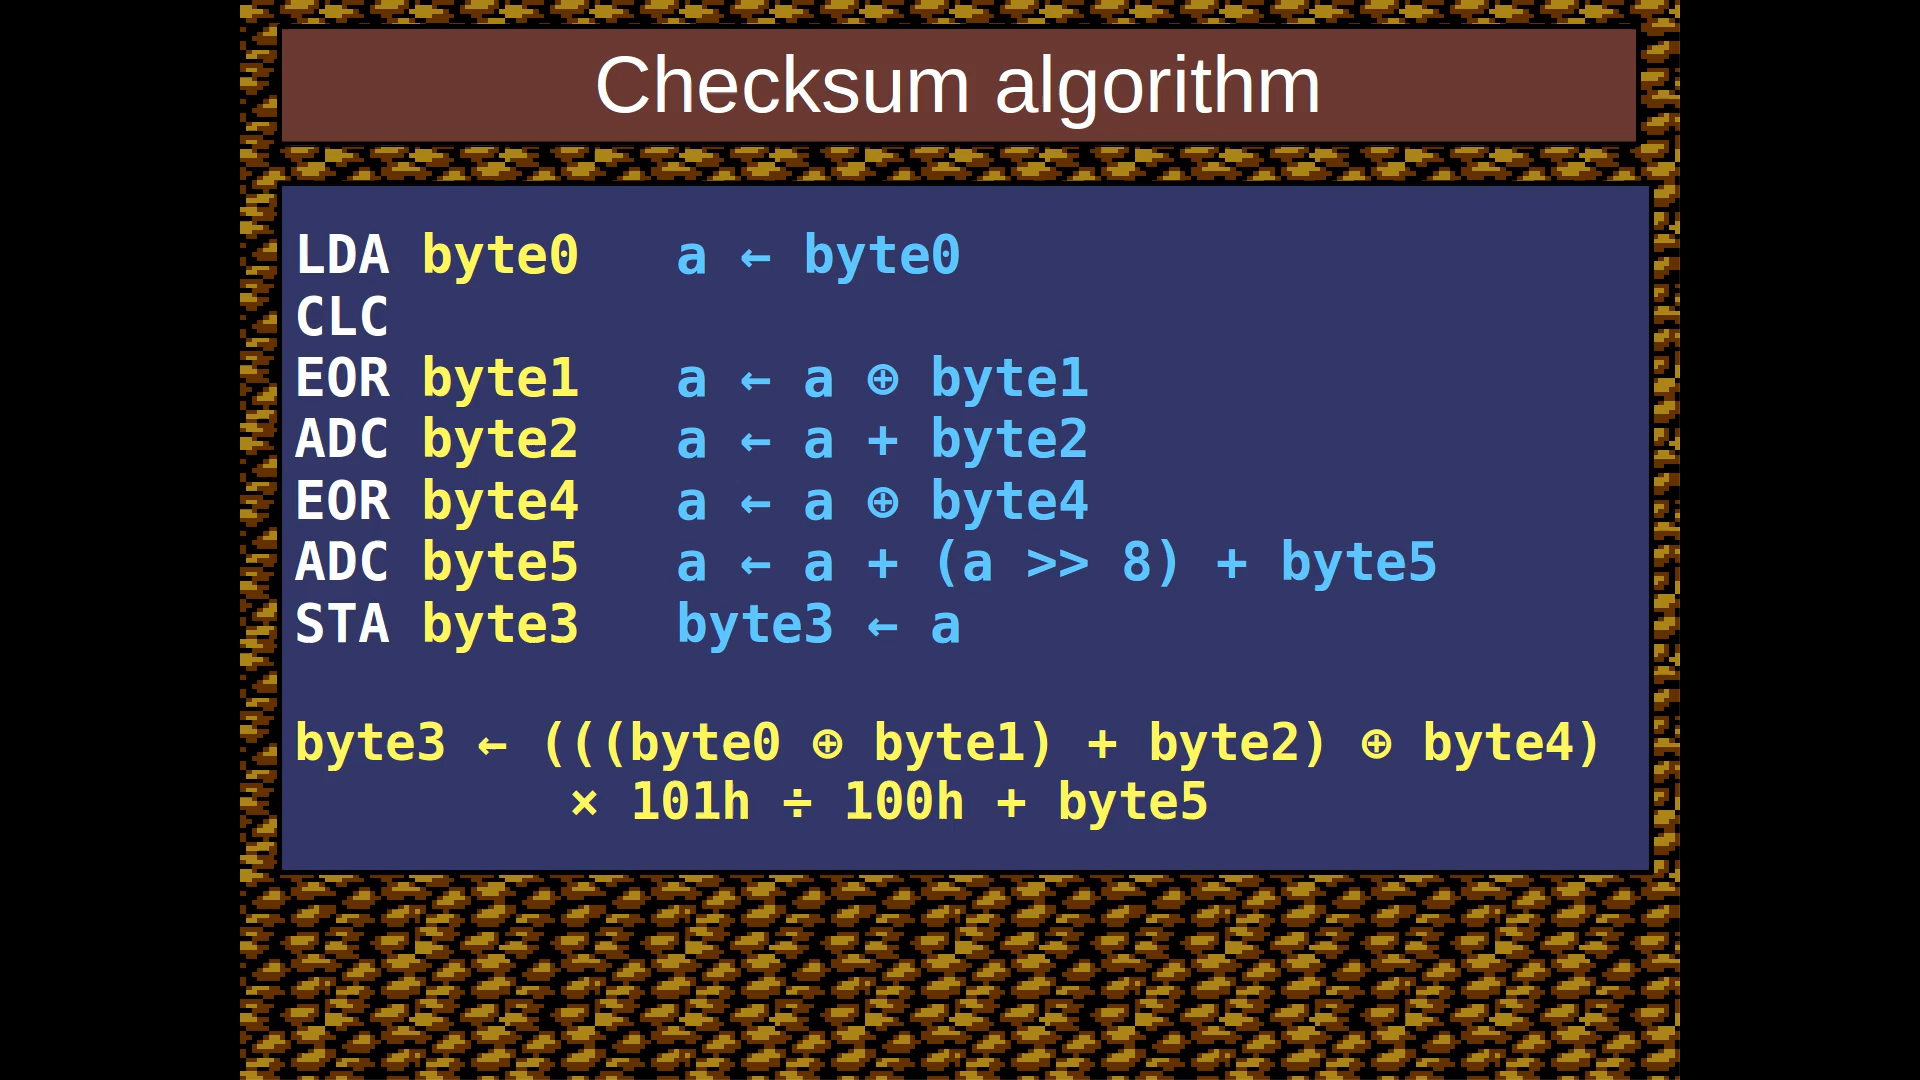 Checksum algorithm
LDA byte0 a ← byte0
CLC
EOR byte1 a ← a ⊕ byte1
ADC byte2 a ← a + byte2
EOR byte4 a ← a ⊕ byte4
ADC byte5 a ← a + (a >> 8) + byte5
STA byte3 byte3 ← a
byte3 ← (((byte0 ⊕ byte1) + byte2) ⊕ byte4)
× 101h ÷ 100h + byte5